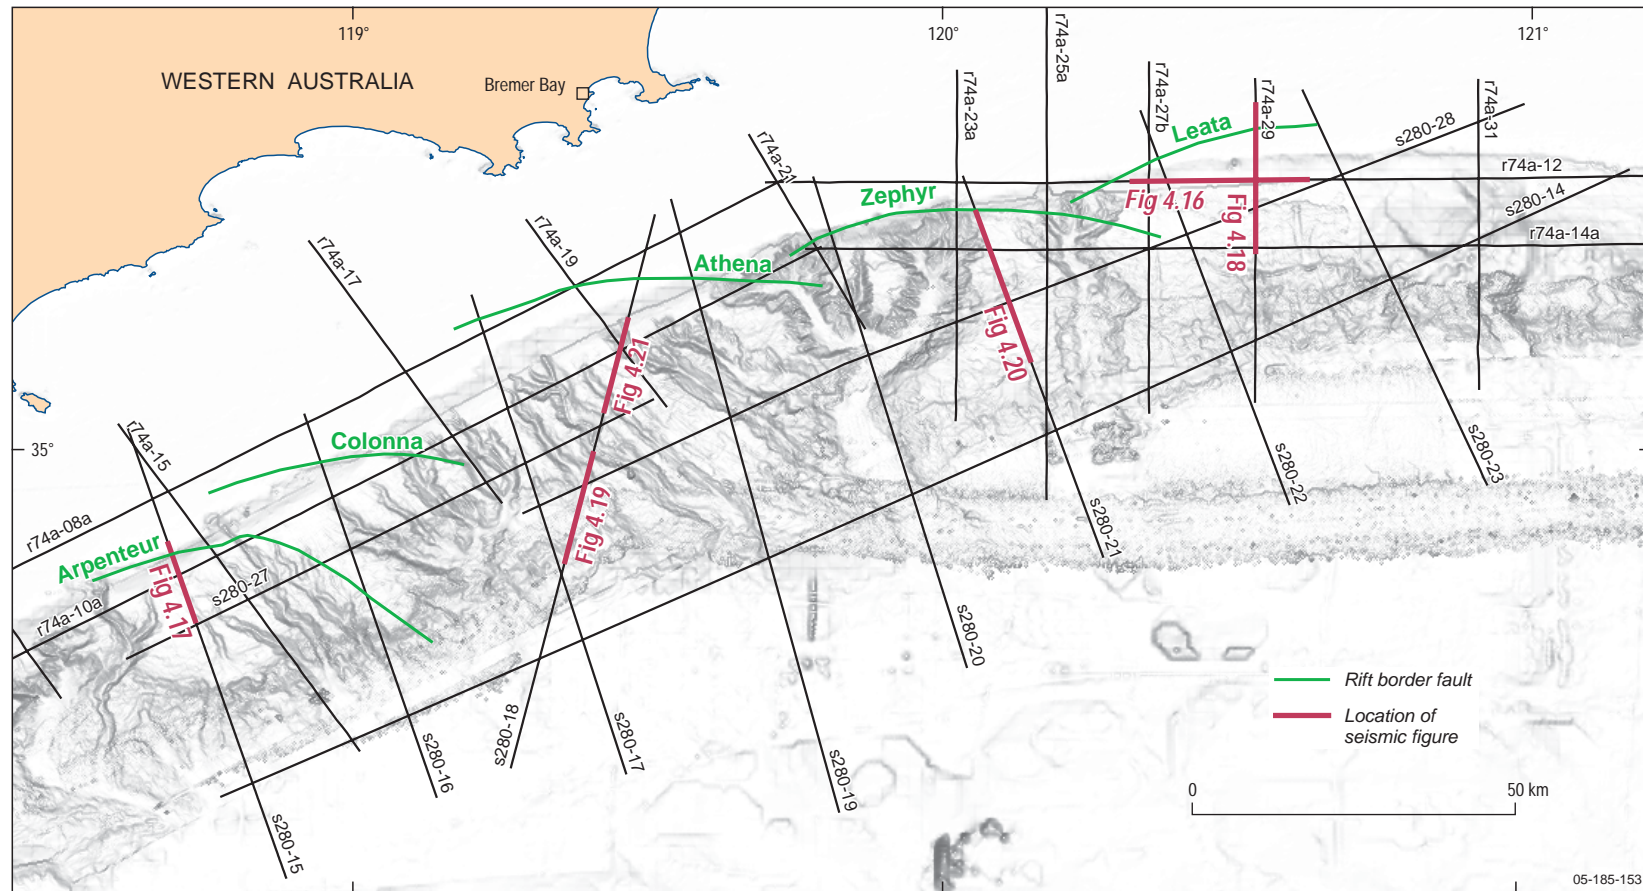 119°
120°
121°
WESTERN AUSTRALIA
Bremer Bay
r74a-25a
r74a-23a
r74a-27b
r74a-29
r74a-31
Leata
s280-28
r74a-21
r74a-12
Zephyr
Fig 4.16
s280-14
r74a-17
r74a-19
Fig 4.18
r74a-14a
Athena
Fig 4.20
Fig 4.21
35°
Colonna
r74a-15
s280-23
s280-22
r74a-08a
Fig 4.19
s280-21
Arpenteur
Fig 4.17
s280-27
r74a-10a
s280-20
Rift border fault
Location of
seismic figure
s280-18
s280-17
s280-16
s280-19
0
50 km
s280-15
05-185-153